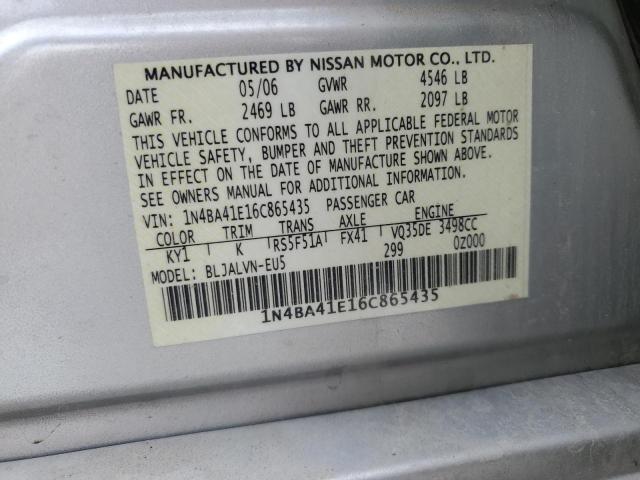 MANUFACTURED BY NISSAN MOTOR CO., LTD.
DATE 05/06 GVWR 4546 LB
GAWR FR. 2469 LB GAWR RR. 2097 LB
THIS VEHICLE CONFORMS TO ALL APPLICABLE FEDERAL MOTOR
VEHICLE SAFETY, BUMPER AND THEFT PREVENTION STANDARDS
IN EFFECT ON THE DATE OF MANUFACTURE SHOWN ABOVE.
SEE OWNERS MANUAL FOR ADDITIONAL INFORMATION.
VIN: 1N4BA41E16C865435 PASSENGER CAR
COLOR TRIM TRANS AXLE ENGINE
KY1 K RS5F51A FX41 VQ35DE 3498CC
MODEL: BLJALVN-EU5 299 0Z000
1N4BA41E16C865435